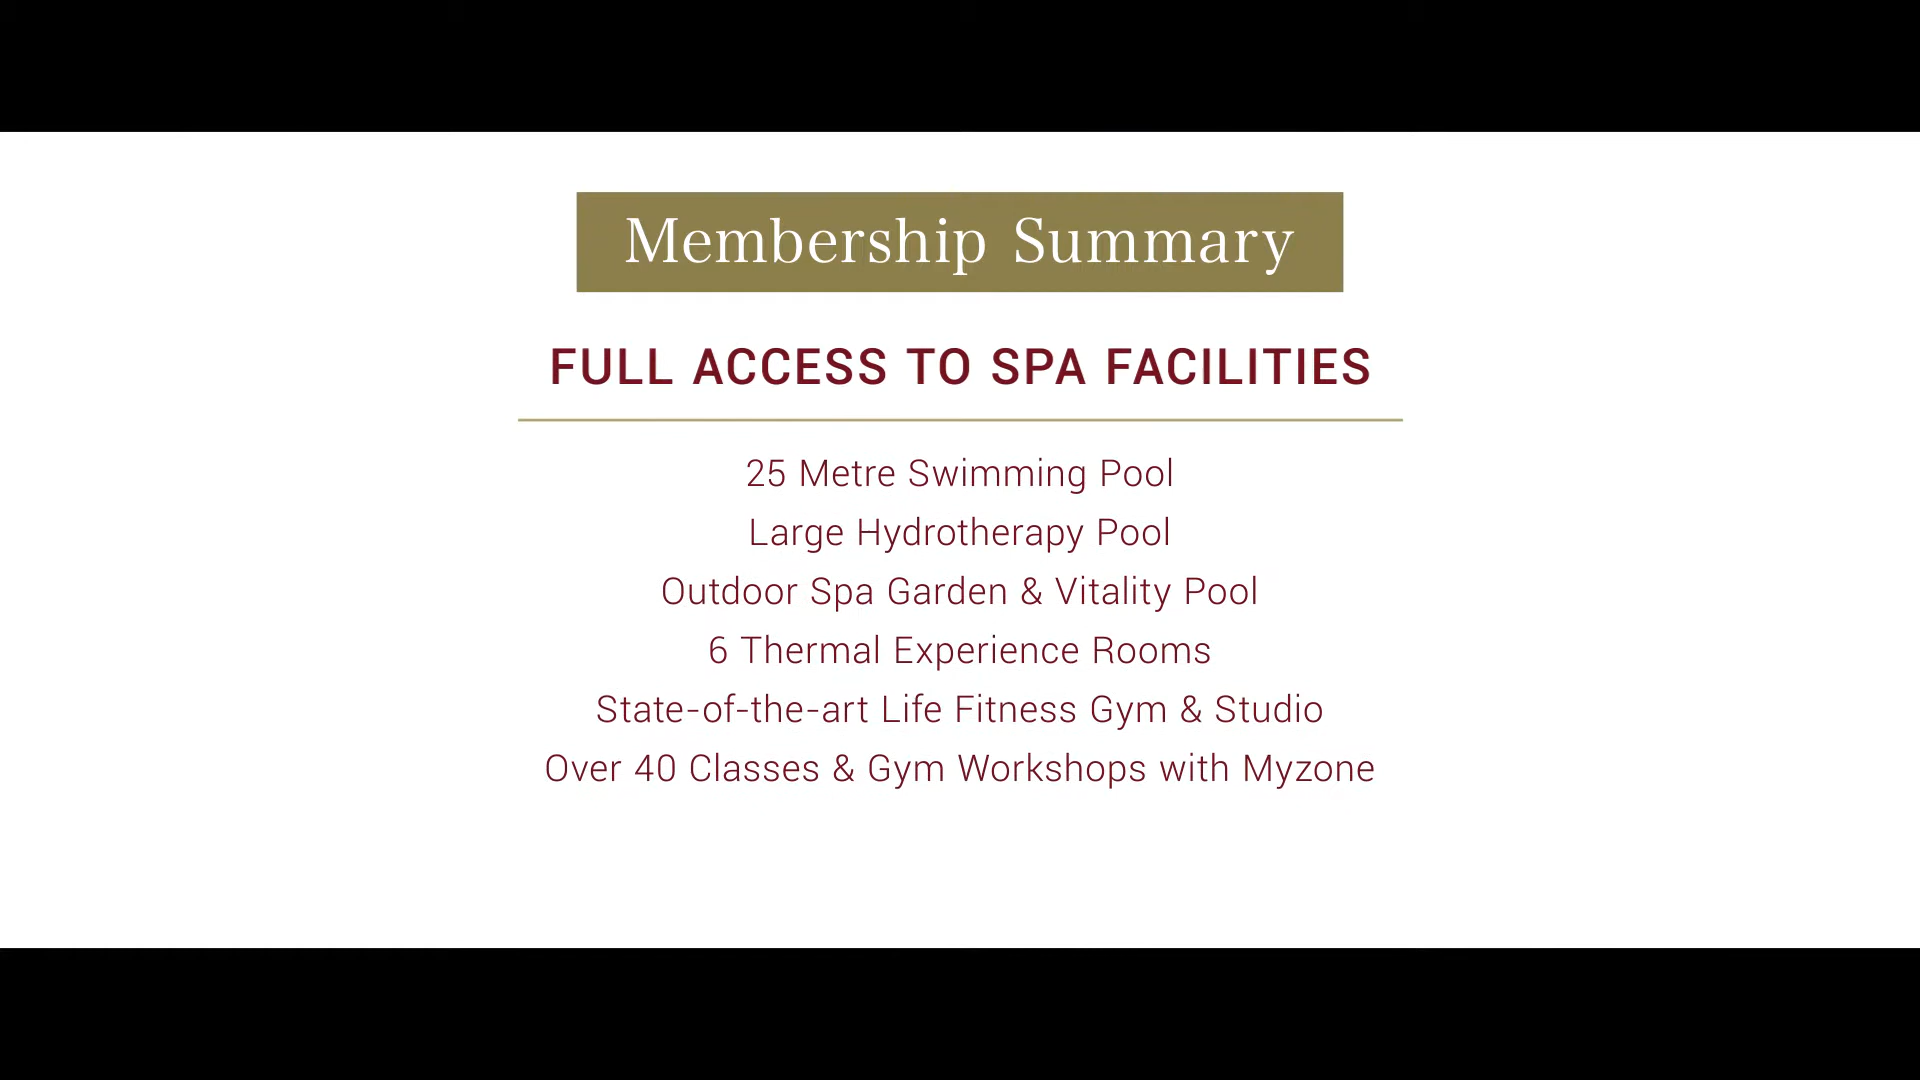 Membership Summary
FULL ACCESS TO SPA FACILITIES
25 Metre Swimming Pool
Large Hydrotherapy Pool
Outdoor Spa Garden & Vitality Pool
6 Thermal Experience Rooms
State-of-the-art Life Fitness Gym & Studio
Over 40 Classes & Gym Workshops with Myzone